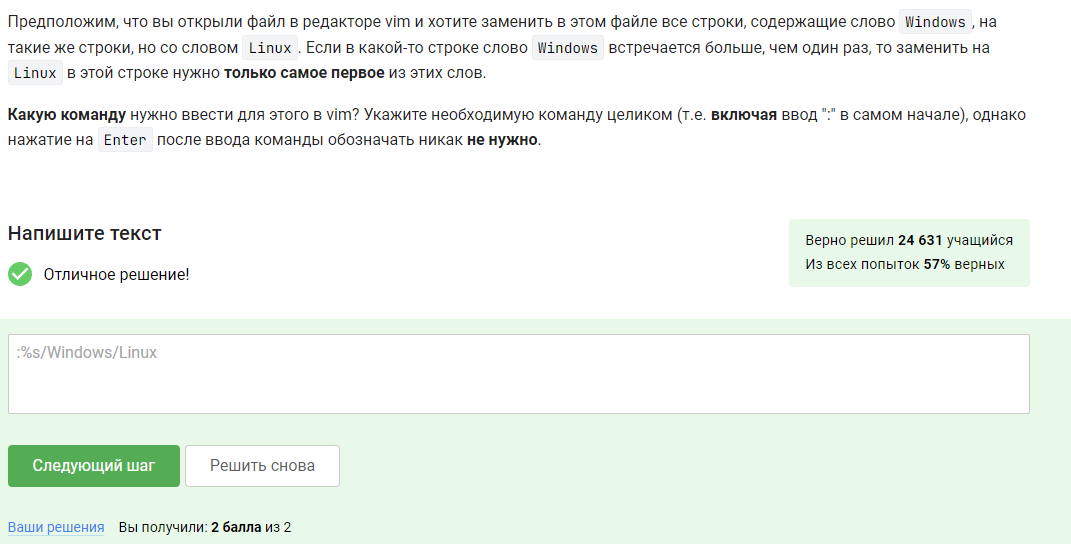 Предположим, что вы открыли файл в редакторе vim и хотите заменить в этом файле все строки, содержащие слово Windows, на
такие же строки, но со словом Linux. Если в какой-то строке слово Windows встречается больше, чем один раз, то заменить на
Linux в этой строке нужно только самое первое из этих слов.
Какую команду нужно ввести для этого в vim? Укажите необходимую команду целиком (т.е. включая ввод ":" в самом начале), однако
нажатие на Enter после ввода команды обозначать никак не нужно.
Напишите текст
Верно решил 24 631 учащийся
Из всех попыток 57% верных
Отличное решение!
:%s/Windows/Linux
Следующий шаг
Решить снова
Ваши решения Вы получили: 2 балла из 2